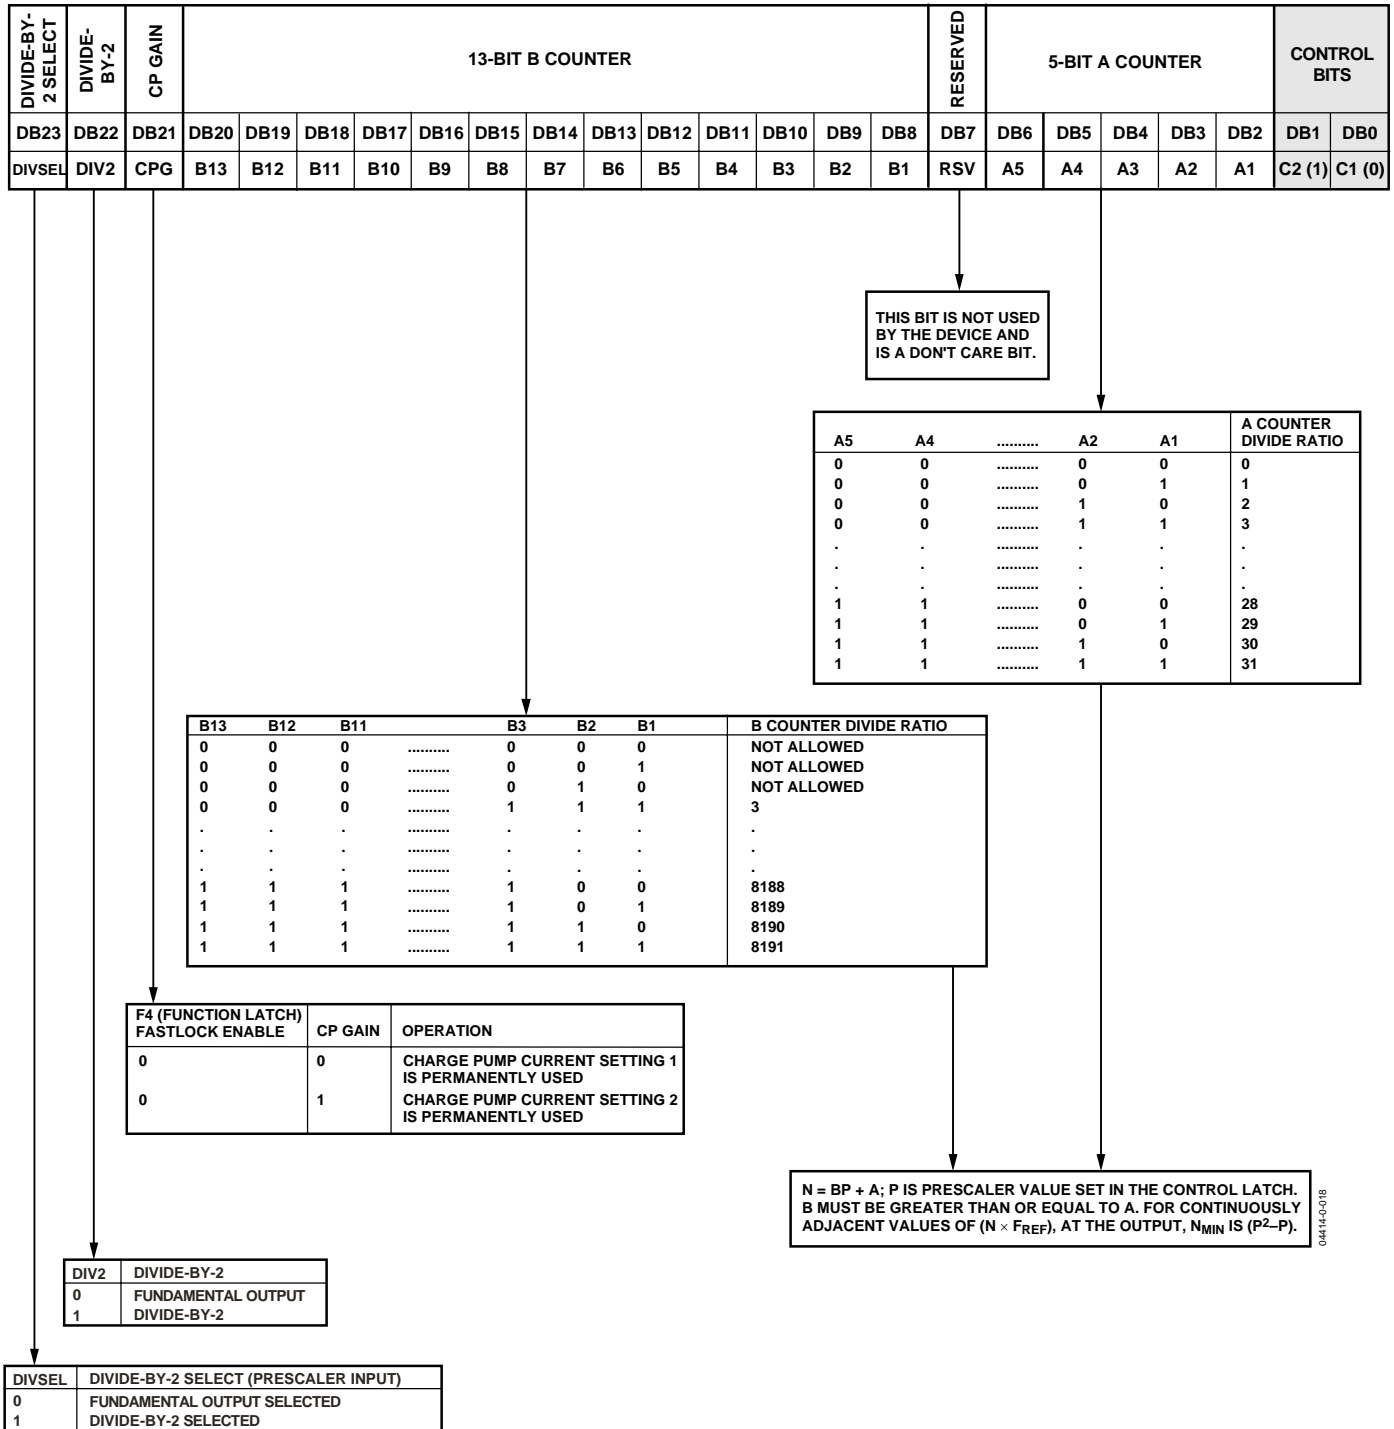 DIVIDE-BY-
2 SELECT
DIVIDE-
BY-2
CP GAIN
13-BIT B COUNTER
RESERVED
5-BIT A COUNTER
CONTROL
BITS
DB23 DB22 DB21 DB20 DB19 DB18 DB17 DB16 DB15 DB14 DB13 DB12 DB11 DB10 DB9 DB8 DB7 DB6 DB5 DB4 DB3 DB2 DB1 DB0
DIVSEL DIV2 CPG B13 B12 B11 B10 B9 B8 B7 B6 B5 B4 B3 B2 B1 RSV A5 A4 A3 A2 A1 C2 (1) C1 (0)
THIS BIT IS NOT USED
BY THE DEVICE AND
IS A DON'T CARE BIT.
A COUNTER
A5 A4 .......... A2 A1 DIVIDE RATIO
0 0 .......... 0 0 0
0 0 .......... 0 1 1
0 0 .......... 1 0 2
0 0 .......... 1 1 3
. . .......... . . .
. . .......... . . .
. . .......... . . .
1 1 .......... 0 0 28
1 1 .......... 0 1 29
1 1 .......... 1 0 30
1 1 .......... 1 1 31
B13 B12 B11 B3 B2 B1 B COUNTER DIVIDE RATIO
0 0 0 .......... 0 0 0 NOT ALLOWED
0 0 0 .......... 0 0 1 NOT ALLOWED
0 0 0 .......... 0 1 0 NOT ALLOWED
0 0 0 .......... 1 1 1 3
. . . .......... . . . .
. . . .......... . . . .
. . . .......... . . . .
1 1 1 .......... 1 0 0 8188
1 1 1 .......... 1 0 1 8189
1 1 1 .......... 1 1 0 8190
1 1 1 .......... 1 1 1 8191
F4 (FUNCTION LATCH)
FASTLOCK ENABLE CP GAIN OPERATION
0 0 CHARGE PUMP CURRENT SETTING 1
IS PERMANENTLY USED
0 1 CHARGE PUMP CURRENT SETTING 2
IS PERMANENTLY USED
N = BP + A; P IS PRESCALER VALUE SET IN THE CONTROL LATCH.
B MUST BE GREATER THAN OR EQUAL TO A. FOR CONTINUOUSLY
ADJACENT VALUES OF (N × FREF), AT THE OUTPUT, NMIN IS (P²–P).
04414-0-018
DIV2 DIVIDE-BY-2
0 FUNDAMENTAL OUTPUT
1 DIVIDE-BY-2
DIVSEL DIVIDE-BY-2 SELECT (PRESCALER INPUT)
0 FUNDAMENTAL OUTPUT SELECTED
1 DIVIDE-BY-2 SELECTED